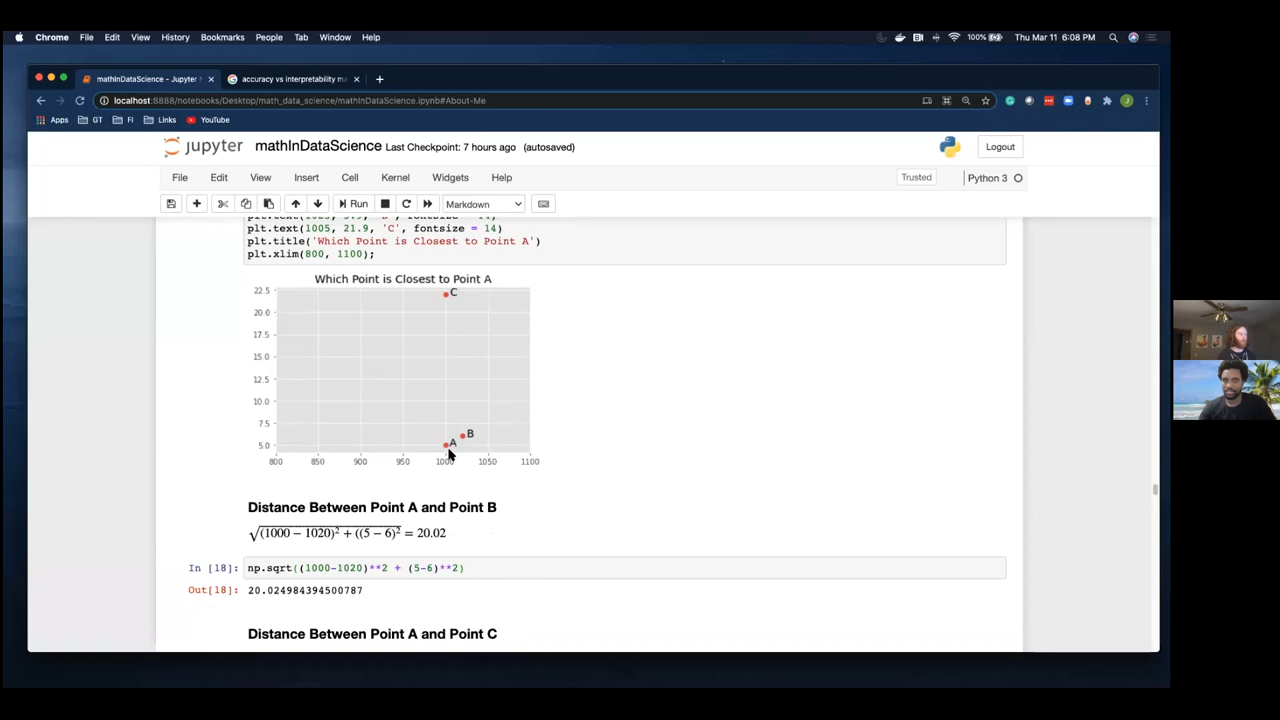 Chrome File Edit View History Bookmarks People Tab Window Help 100% Thu Mar 11 6:08 PM
mathInDataScience - Jupyter accuracy vs interpretability ma
localhost:8888/notebooks/Desktop/math_data_science/mathInDataScience.ipynb#About-Me
Apps GT FI Links YouTube
jupyter mathInDataScience Last Checkpoint: 7 hours ago (autosaved) Logout
File Edit View Insert Cell Kernel Widgets Help Trusted Python 3
Run Markdown
plt.text(1005, 21.9, 'C', fontsize = 14)
plt.title('Which Point is Closest to Point A')
plt.xlim(800, 1100);
Which Point is Closest to Point A
22.5
C
20.0
17.5
15.0
12.5
10.0
7.5
B
5.0
A
800 850 900 950 1000 1050 1100
Distance Between Point A and Point B
√(1000 − 1020)² + ((5 − 6)² = 20.02
In [18]: np.sqrt((1000-1020)**2 + (5-6)**2)
Out[18]: 20.024984394500787
Distance Between Point A and Point C